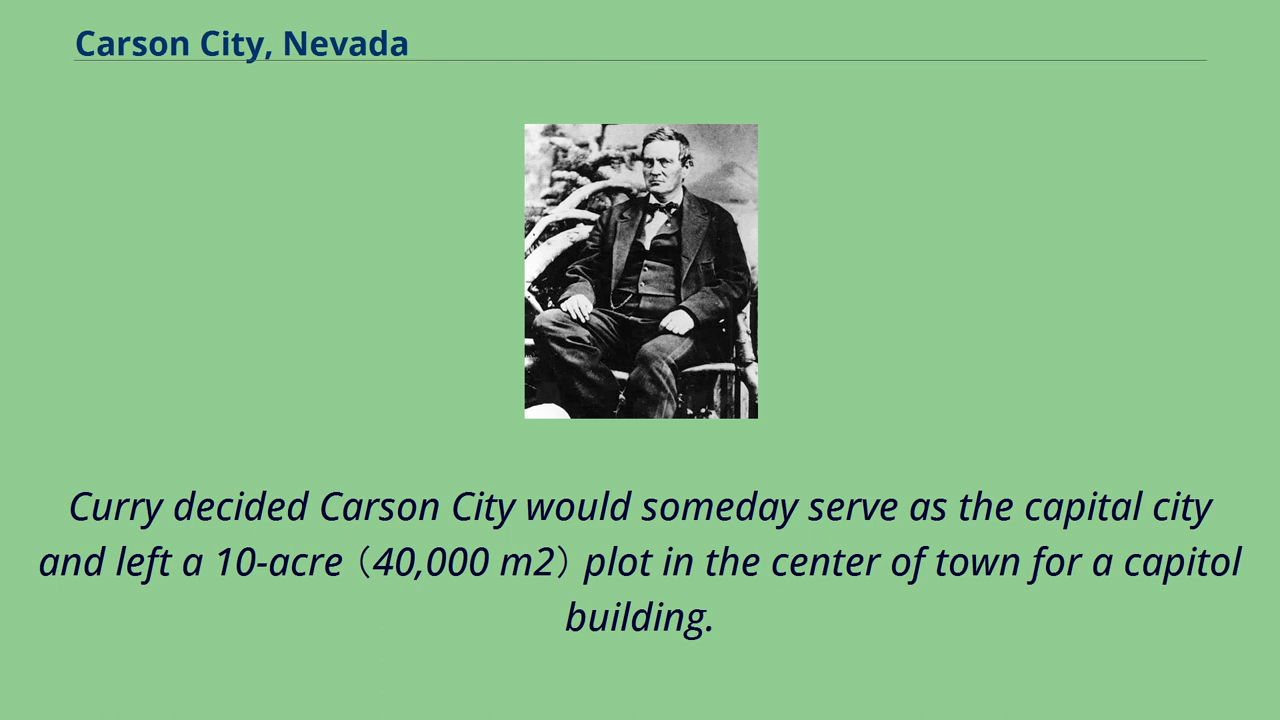 Carson City, Nevada
Curry decided Carson City would someday serve as the capital city
and left a 10-acre（40,000 m2）plot in the center of town for a capitol
building.